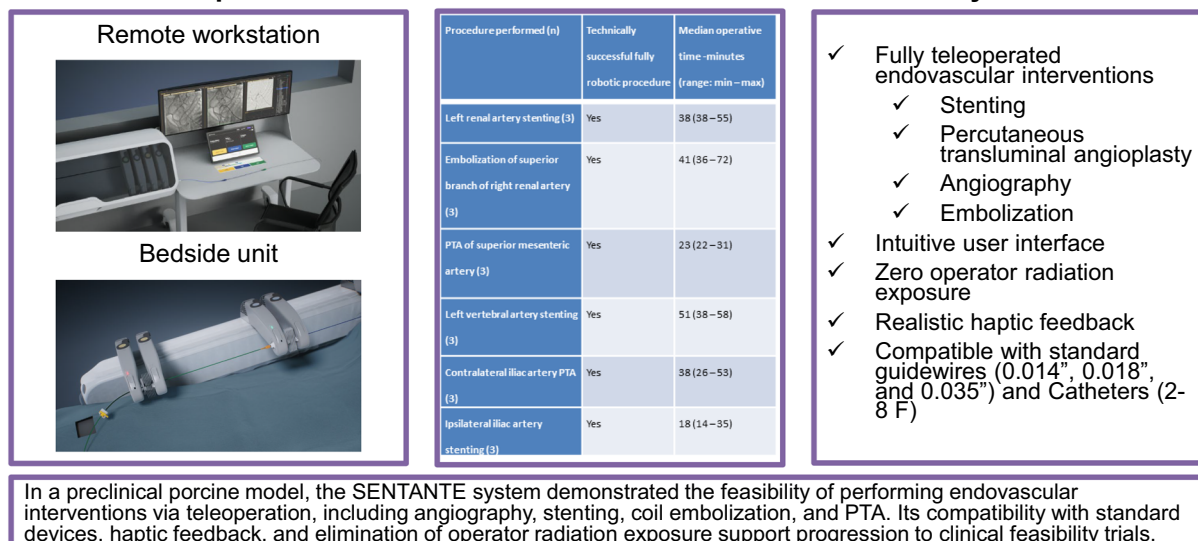 Remote workstation
Bedside unit
Procedure performed (n)
Technically
successful fully
robotic procedure
Median operative
time -minutes
(range: min – max)
Left renal artery stenting (3)
Yes
38 (38 – 55)
Embolization of superior
branch of right renal artery
(3)
Yes
41 (36 – 72)
PTA of superior mesenteric
artery (3)
Yes
23 (22 – 31)
Left vertebral artery stenting
(3)
Yes
51 (38 – 58)
Contralateral iliac artery PTA
(3)
Yes
38 (26 – 53)
Ipsilateral iliac artery
stenting (3)
Yes
18 (14 – 35)
✓ Fully teleoperated
endovascular interventions
✓ Stenting
✓ Percutaneous
transluminal angioplasty
✓ Angiography
✓ Embolization
✓ Intuitive user interface
✓ Zero operator radiation
exposure
✓ Realistic haptic feedback
✓ Compatible with standard
guidewires (0.014”, 0.018”,
and 0.035”) and Catheters (2-
8 F)
In a preclinical porcine model, the SENTANTE system demonstrated the feasibility of performing endovascular
interventions via teleoperation, including angiography, stenting, coil embolization, and PTA. Its compatibility with standard
devices, haptic feedback, and elimination of operator radiation exposure support progression to clinical feasibility trials.